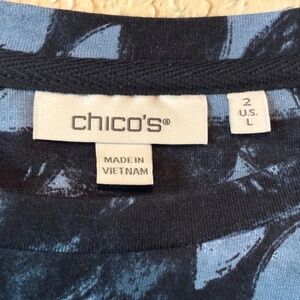 chico's®
2
U.S.
L
MADE IN
VIETNAM